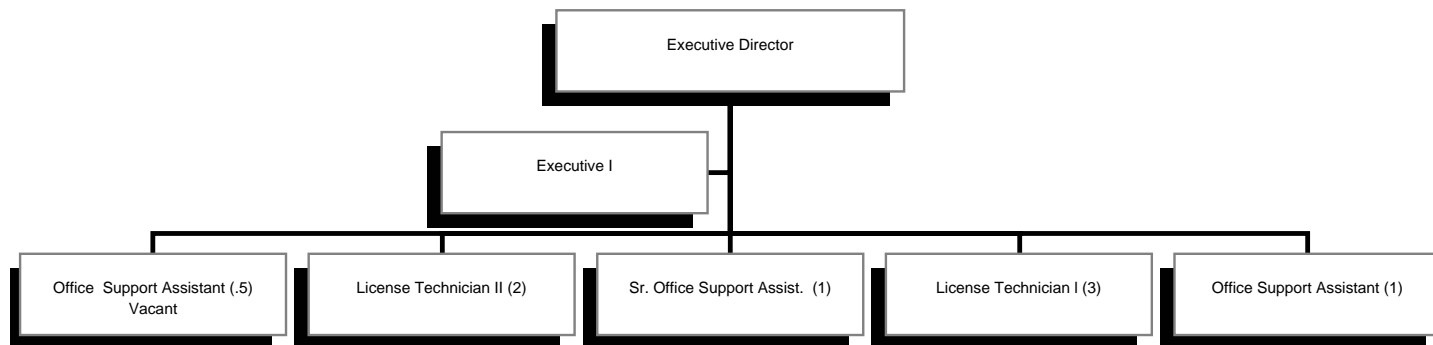 Executive Director
Executive I
Office Support Assistant (.5)
Vacant
License Technician II (2)
Sr. Office Support Assist. (1)
License Technician I (3)
Office Support Assistant (1)